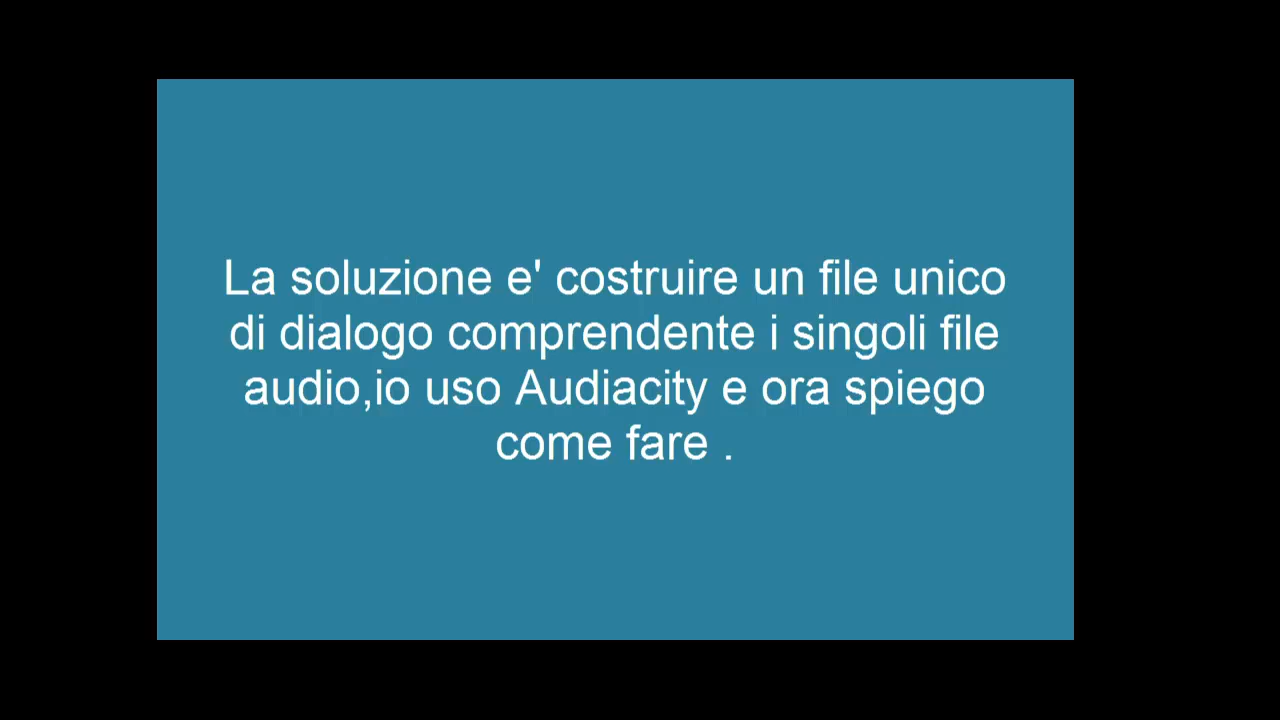 La soluzione e' costruire un file unico
di dialogo comprendente i singoli file
audio,io uso Audiacity e ora spiego
come fare .